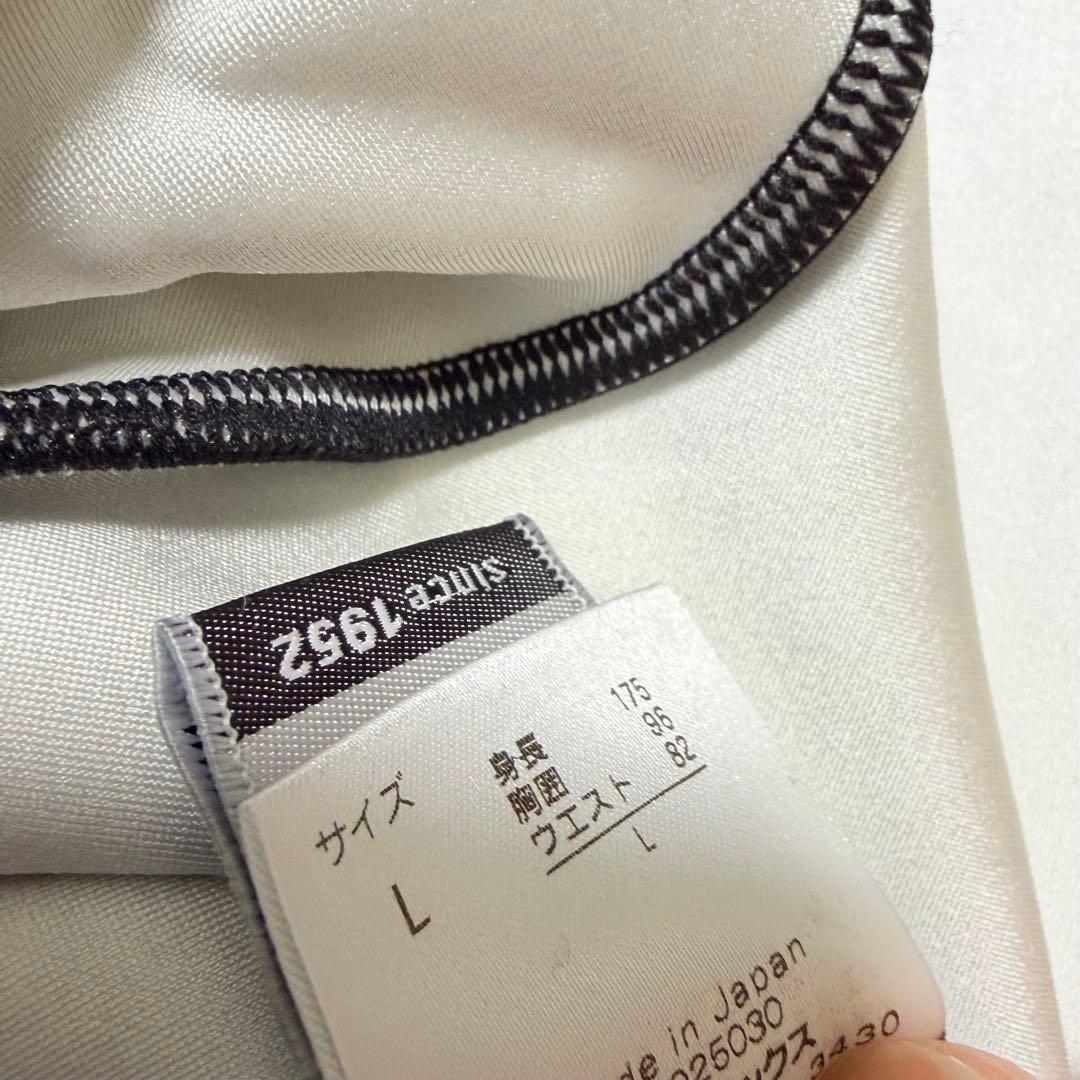 since 1952
サイズ
L
身長 175
胸囲 96
ウエスト 82
L
de in Japan
025030
ックス
3430